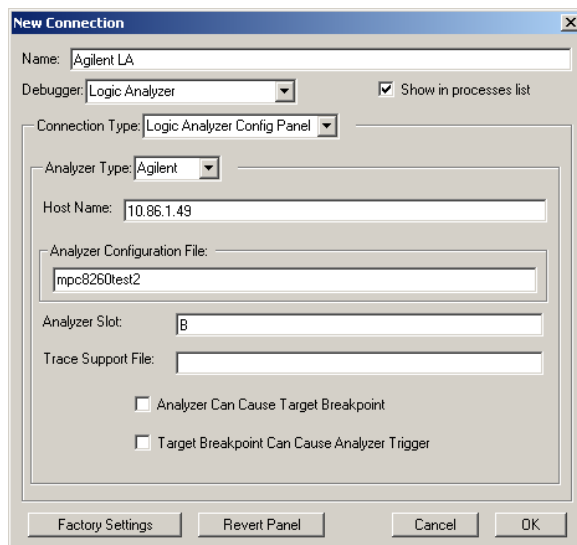 New Connection
Name: Agilent LA
Debugger: Logic Analyzer Show in processes list
Connection Type: Logic Analyzer Config Panel
Analyzer Type: Agilent
Host Name: 10.86.1.49
Analyzer Configuration File:
mpc8260test2
Analyzer Slot: B
Trace Support File:
Analyzer Can Cause Target Breakpoint
Target Breakpoint Can Cause Analyzer Trigger
Factory Settings Revert Panel Cancel OK